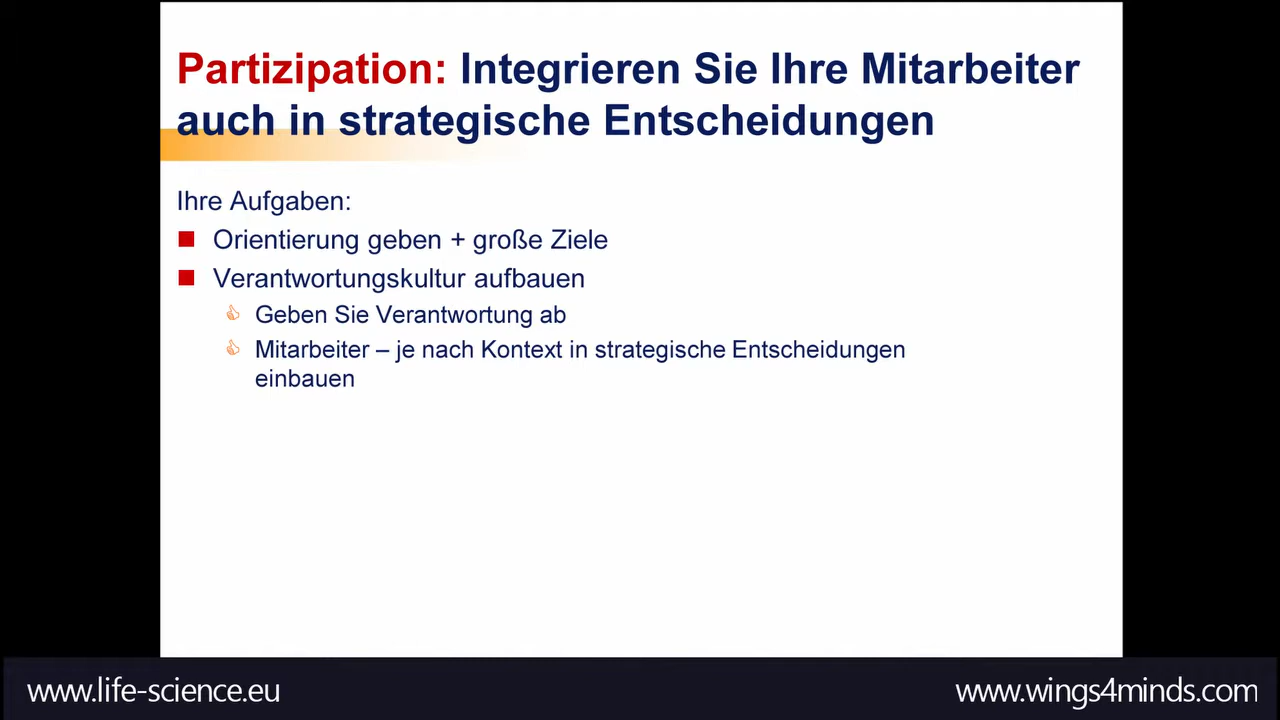 Partizipation: Integrieren Sie Ihre Mitarbeiter
auch in strategische Entscheidungen
Ihre Aufgaben:
Orientierung geben + große Ziele
Verantwortungskultur aufbauen
Geben Sie Verantwortung ab
Mitarbeiter – je nach Kontext in strategische Entscheidungen
einbauen
www.life-science.eu
www.wings4minds.com